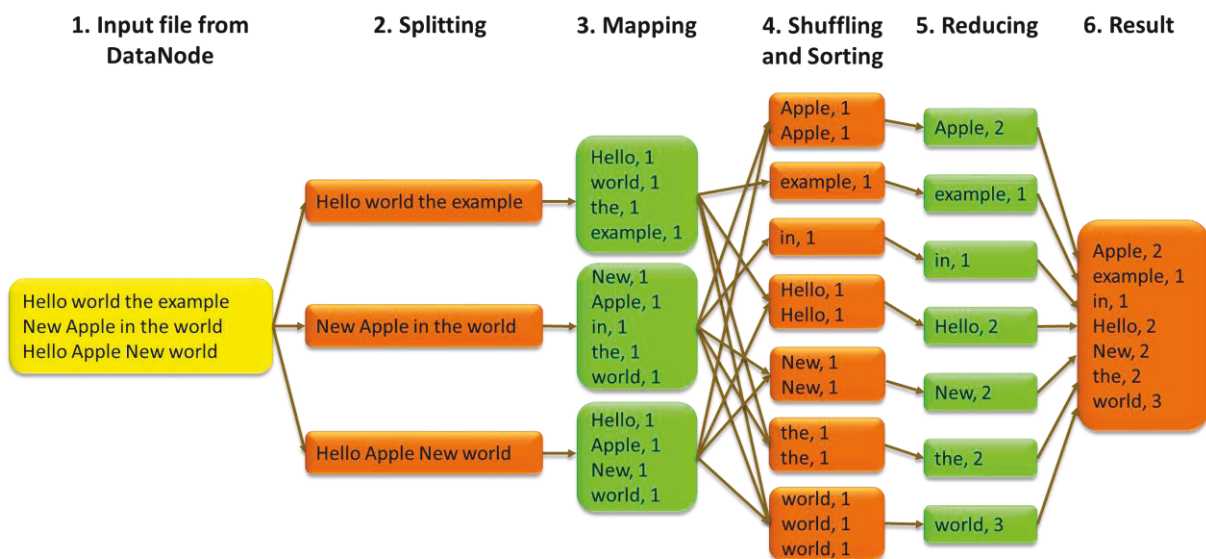 1. Input file from
DataNode
2. Splitting
3. Mapping
4. Shuffling
and Sorting
5. Reducing
6. Result
Hello world the example
New Apple in the world
Hello Apple New world
Hello world the example
New Apple in the world
Hello Apple New world
Hello, 1
world, 1
the, 1
example, 1
New, 1
Apple, 1
in, 1
the, 1
world, 1
Hello, 1
Apple, 1
New, 1
world, 1
Apple, 1
Apple, 1
example, 1
in, 1
Hello, 1
Hello, 1
New, 1
New, 1
the, 1
the, 1
world, 1
world, 1
world, 1
Apple, 2
example, 1
in, 1
Hello, 2
New, 2
the, 2
world, 3
Apple, 2
example, 1
in, 1
Hello, 2
New, 2
the, 2
world, 3